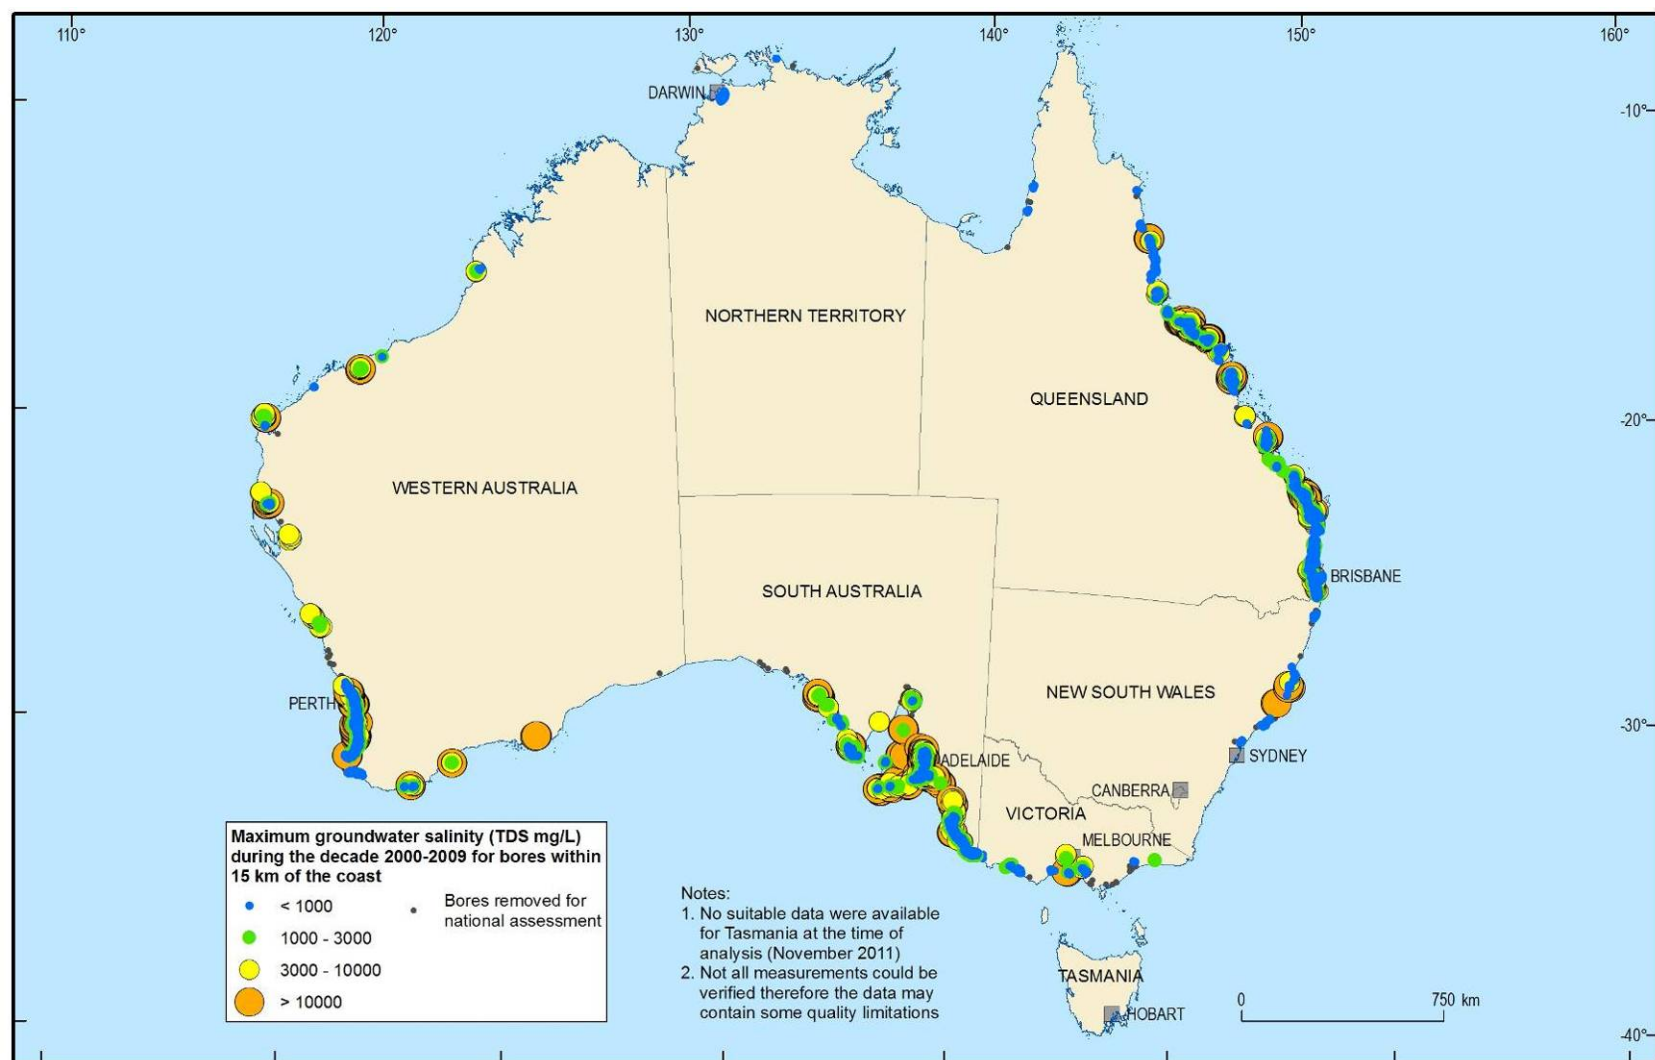 110°
120°
130°
140°
150°
160°
DARWIN
-10°
NORTHERN TERRITORY
QUEENSLAND
-20°
WESTERN AUSTRALIA
SOUTH AUSTRALIA
BRISBANE
NEW SOUTH WALES
PERTH
-30°
SYDNEY
ADELAIDE
CANBERRA
VICTORIA
MELBOURNE
Maximum groundwater salinity (TDS mg/L)
during the decade 2000-2009 for bores within
15 km of the coast
< 1000
1000 - 3000
3000 - 10000
> 10000
Bores removed for
national assessment
Notes:
1. No suitable data were available
for Tasmania at the time of
analysis (November 2011)
2. Not all measurements could be
verified therefore the data may
contain some quality limitations
TASMANIA
HOBART
0
750 km
-40°